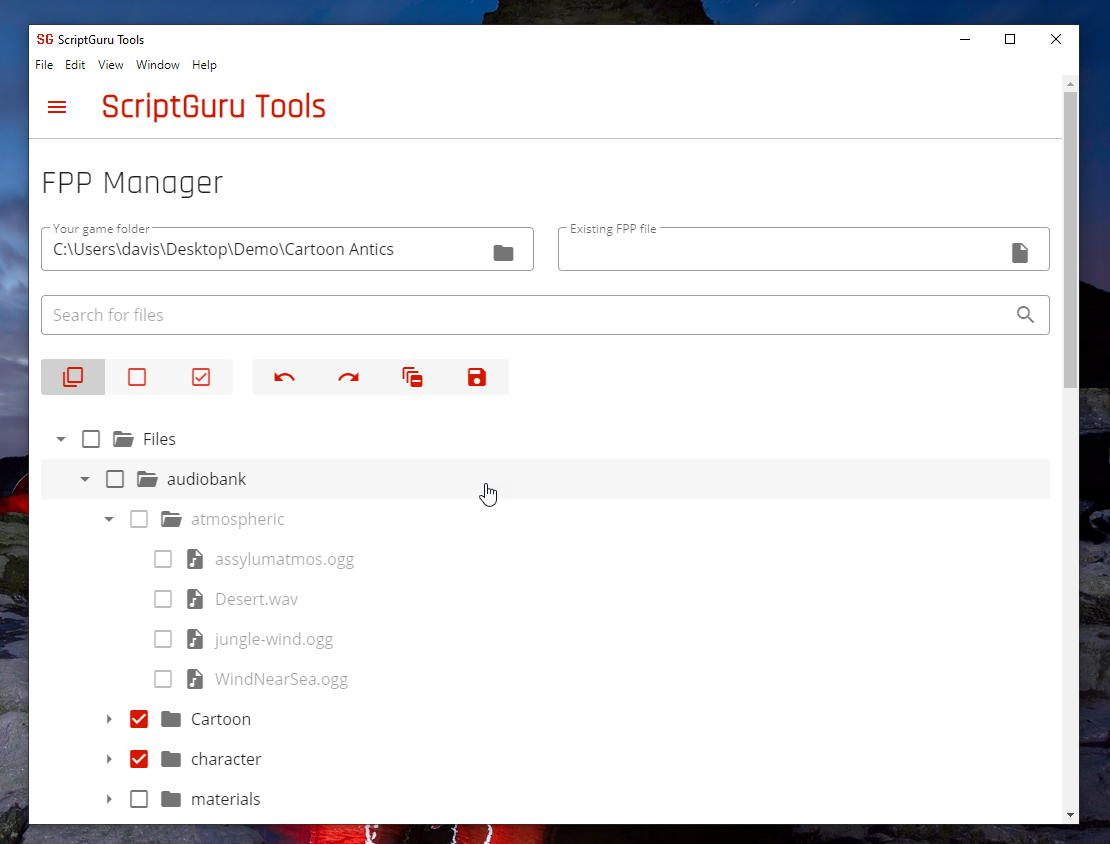 SG ScriptGuru Tools
File Edit View Window Help
ScriptGuru Tools
FPP Manager
Your game folder
C:\Users\davis\Desktop\Demo\Cartoon Antics
Existing FPP file
Search for files
Files
audiobank
atmospheric
assylumatmos.ogg
Desert.wav
jungle-wind.ogg
WindNearSea.ogg
Cartoon
character
materials